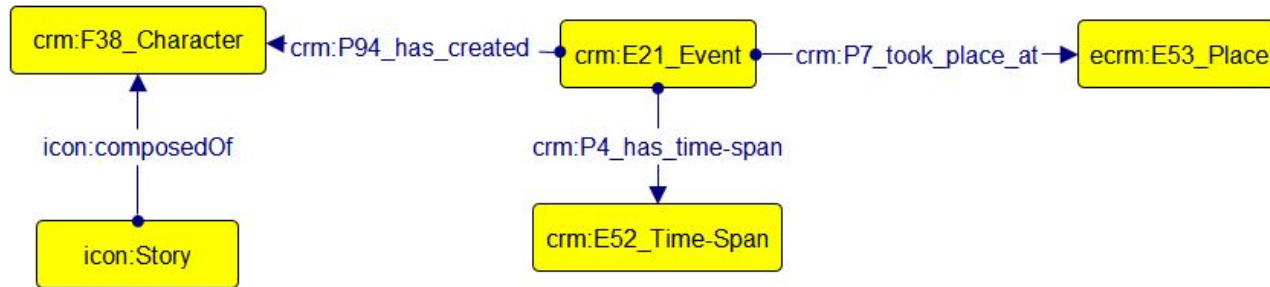 crm:F38_Character
crm:P94_has_created
crm:E21_Event
crm:P7_took_place_at
ecrm:E53_Place
icon:composedOf
crm:P4_has_time-span
icon:Story
crm:E52_Time-Span